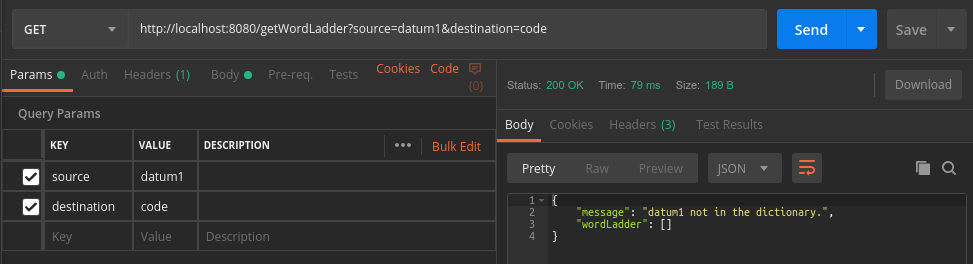 GET http://localhost:8080/getWordLadder?source=datum1&destination=code Send Save
Params Auth Headers (1) Body Pre-req. Tests Cookies Code (0)
Query Params
KEY VALUE DESCRIPTION ••• Bulk Edit
source datum1
destination code
Key Value Description
Status: 200 OK Time: 79 ms Size: 189 B Download
Body Cookies Headers (3) Test Results
Pretty Raw Preview JSON
1 {
2 "message": "datum1 not in the dictionary.",
3 "wordLadder": []
4 }